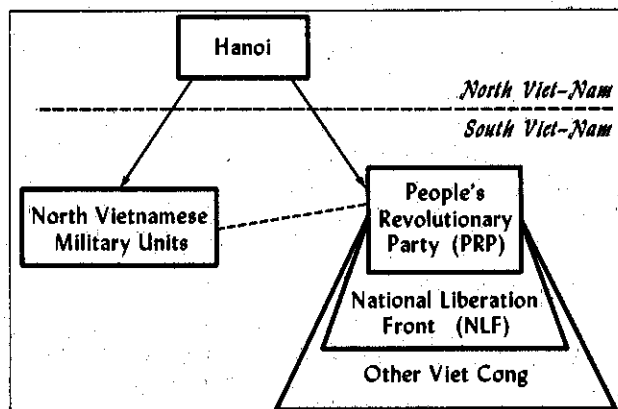 Hanoi
North Viet-Nam
South Viet-Nam
North Vietnamese
Military Units
People's
Revolutionary
Party (PRP)
National Liberation
Front (NLF)
Other Viet Cong